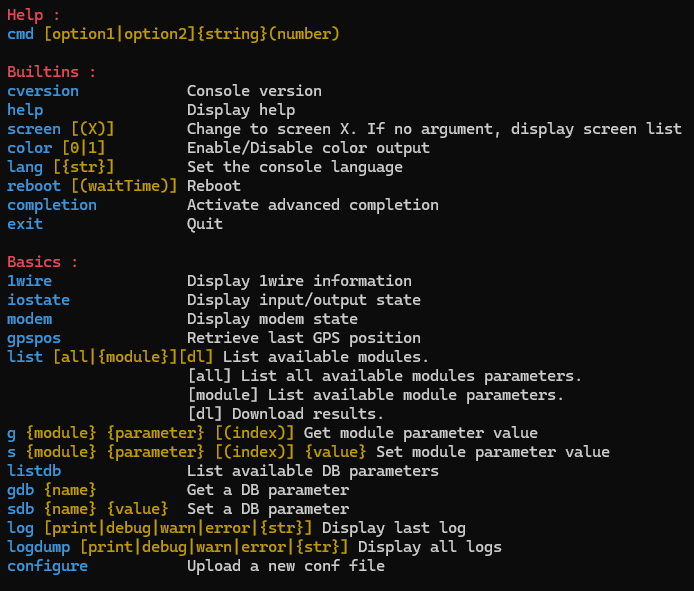 Help :
cmd [option1|option2]{string}(number)

Builtins :
cversion            Console version
help                Display help
screen [(X)]        Change to screen X. If no argument, display screen list
color [0|1]         Enable/Disable color output
lang [{str}]        Set the console language
reboot [(waitTime)] Reboot
completion          Activate advanced completion
exit                Quit

Basics :
1wire               Display 1wire information
iostate             Display input/output state
modem               Display modem state
gpspos              Retrieve last GPS position
list [all|{module}][dl] List available modules.
                    [all] List all available modules parameters.
                    [module] List available module parameters.
                    [dl] Download results.
g {module} {parameter} [(index)] Get module parameter value
s {module} {parameter} [(index)] {value} Set module parameter value
listdb              List available DB parameters
gdb {name}          Get a DB parameter
sdb {name} {value}  Set a DB parameter
log [print|debug|warn|error|{str}] Display last log
logdump [print|debug|warn|error|{str}] Display all logs
configure           Upload a new conf file